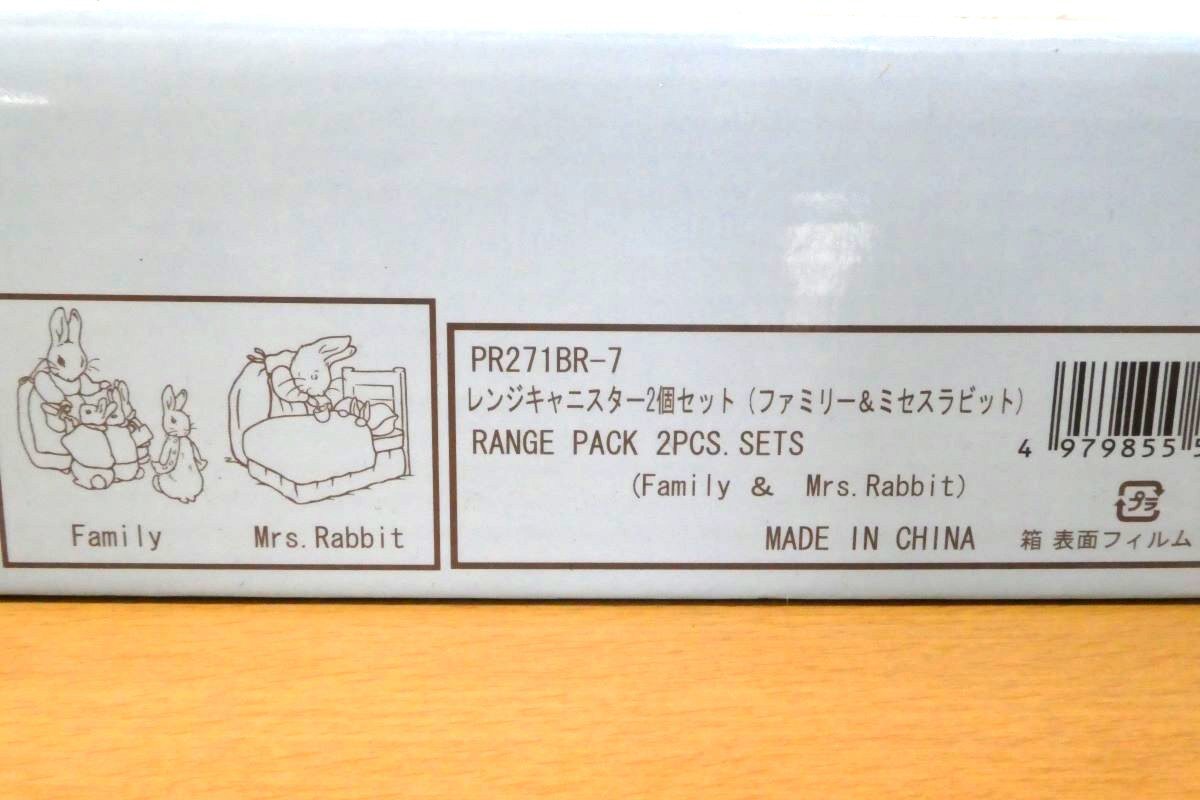 Family
Mrs.Rabbit
PR271BR-7
レンジキャニスター2個セット(ファミリー&ミセスラビット)
RANGE PACK 2PCS.SETS
(Family & Mrs.Rabbit)
MADE IN CHINA
4 979855
プラ
箱 表面フィルム